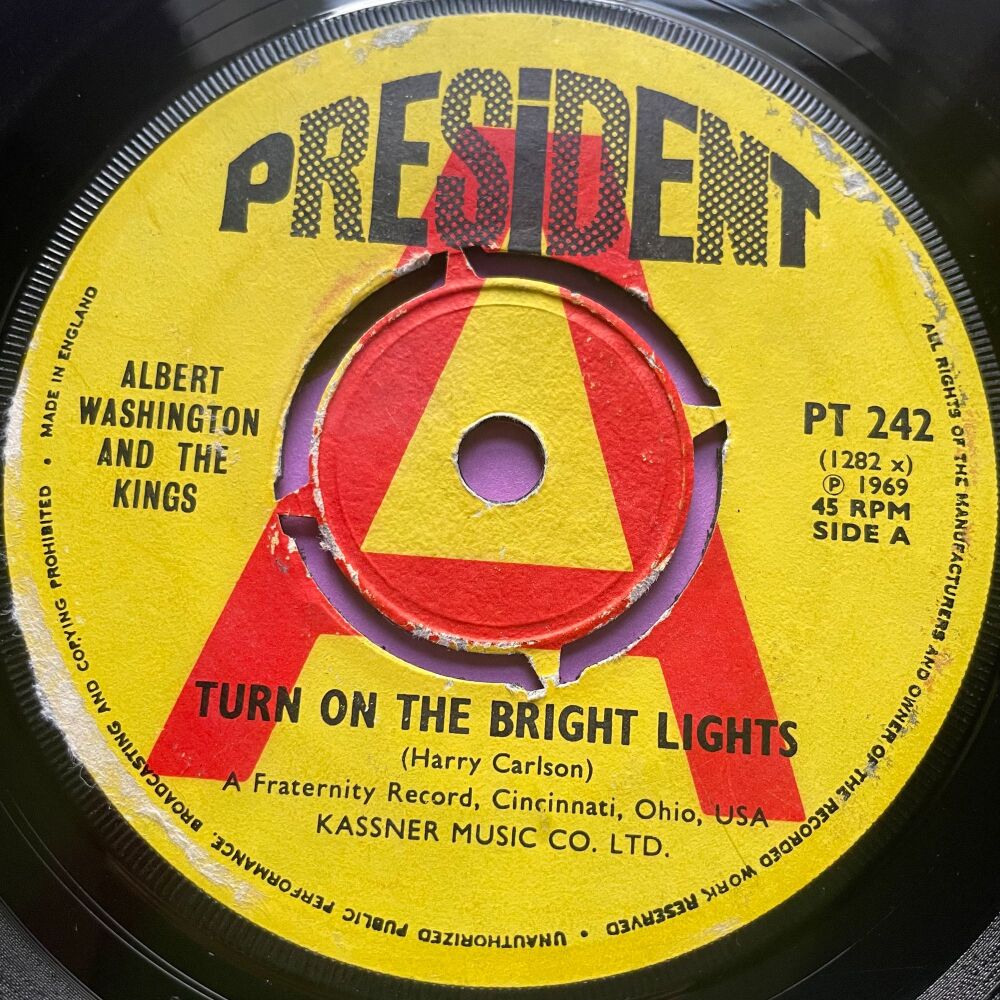 PRESiDENT
A
ALBERT
WASHINGTON
AND THE
KINGS
PT 242
(1282 x)
℗ 1969
45 RPM
SIDE A
TURN ON THE BRIGHT LIGHTS
(Harry Carlson)
A Fraternity Record, Cincinnati, Ohio, USA
KASSNER MUSIC CO. LTD.
ALL RIGHTS OF THE MANUFACTURERS AND OWNER OF THE RECORDED WORK RESERVED • UNAUTHORIZED PUBLIC PERFORMANCE, BROADCASTING AND COPYING PROHIBITED • MADE IN ENGLAND